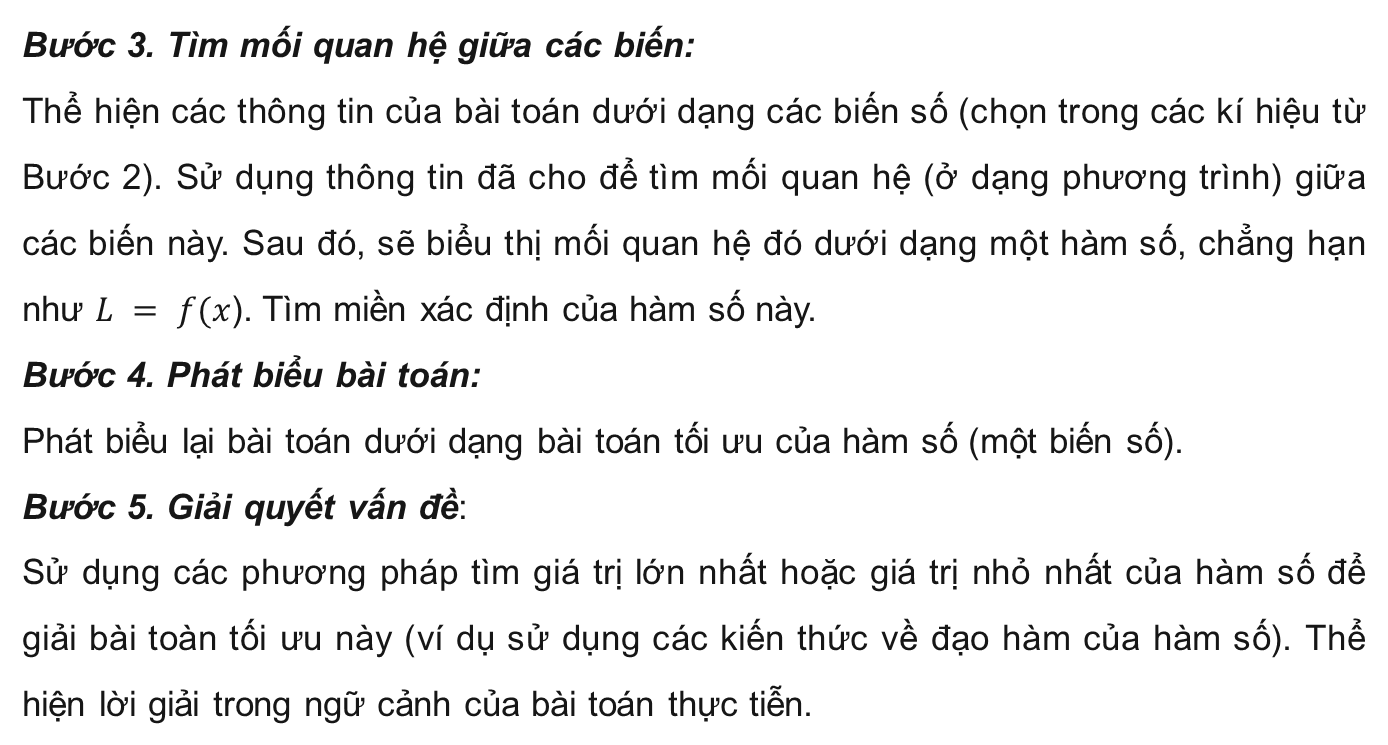 Bước 3. Tìm mối quan hệ giữa các biến:
Thể hiện các thông tin của bài toán dưới dạng các biến số (chọn trong các kí hiệu từ
Bước 2). Sử dụng thông tin đã cho để tìm mối quan hệ (ở dạng phương trình) giữa
các biến này. Sau đó, sẽ biểu thị mối quan hệ đó dưới dạng một hàm số, chẳng hạn
như L = f(x). Tìm miền xác định của hàm số này.
Bước 4. Phát biểu bài toán:
Phát biểu lại bài toán dưới dạng bài toán tối ưu của hàm số (một biến số).
Bước 5. Giải quyết vấn đề:
Sử dụng các phương pháp tìm giá trị lớn nhất hoặc giá trị nhỏ nhất của hàm số để
giải bài toàn tối ưu này (ví dụ sử dụng các kiến thức về đạo hàm của hàm số). Thể
hiện lời giải trong ngữ cảnh của bài toán thực tiễn.